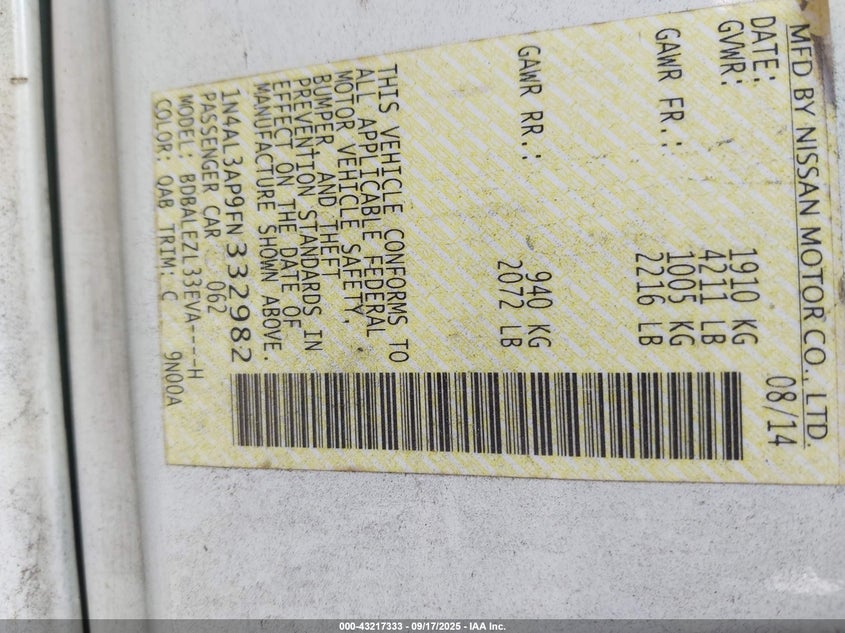 MFD BY NISSAN MOTOR CO., LTD.
DATE: 08/14
GVWR: 1910 KG
4211 LB
GAWR FR.: 1005 KG
2216 LB
GAWR RR.: 940 KG
2072 LB
THIS VEHICLE CONFORMS TO
ALL APPLICABLE FEDERAL
MOTOR VEHICLE SAFETY,
BUMPER, AND THEFT
PREVENTION STANDARDS IN
EFFECT ON THE DATE OF
MANUFACTURE SHOWN ABOVE.
1N4AL3AP9FN332982
PASSENGER CAR 062
MODEL: BDBALEZL33EVA----H
COLOR: QAB TRIM: C 9N00A
000-43217333 - 09/17/2025 - IAA Inc.